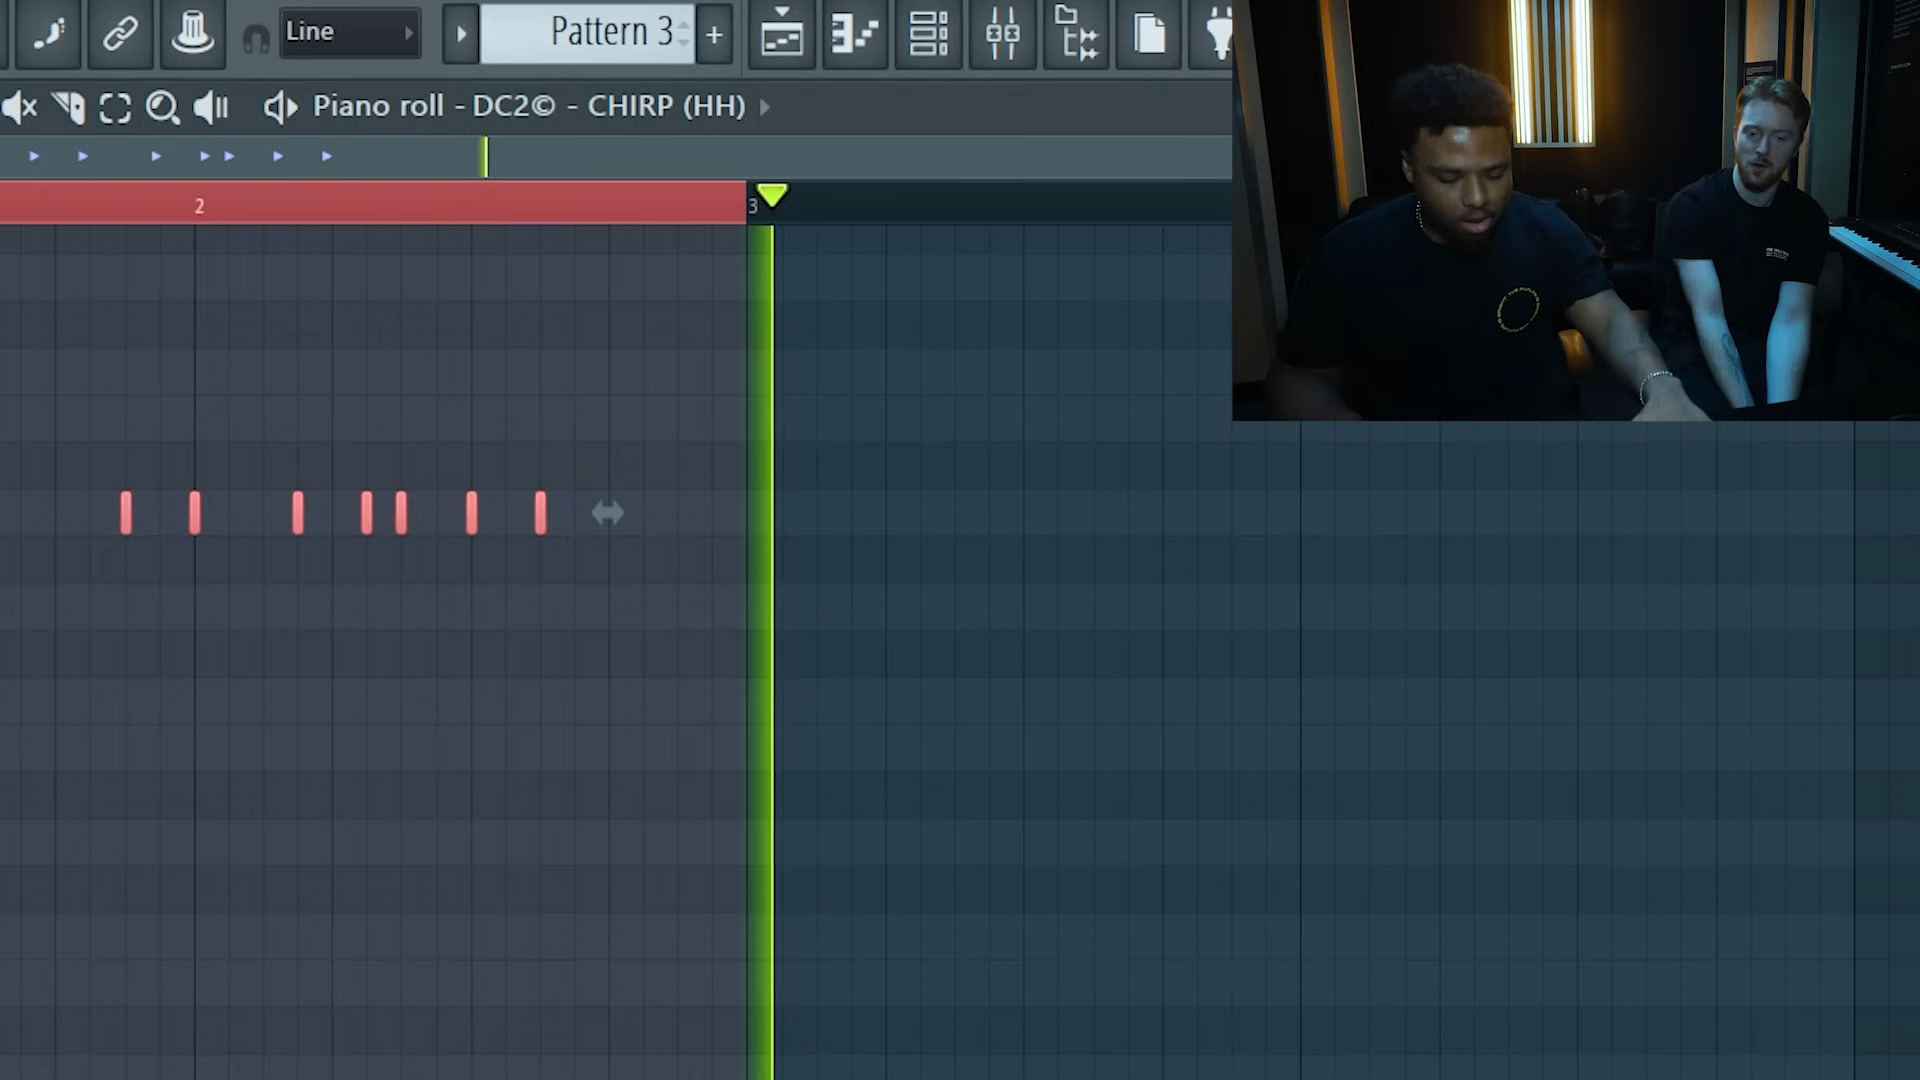 Line
Pattern 3
+
Piano roll - DC2© - CHIRP (HH)
2
3